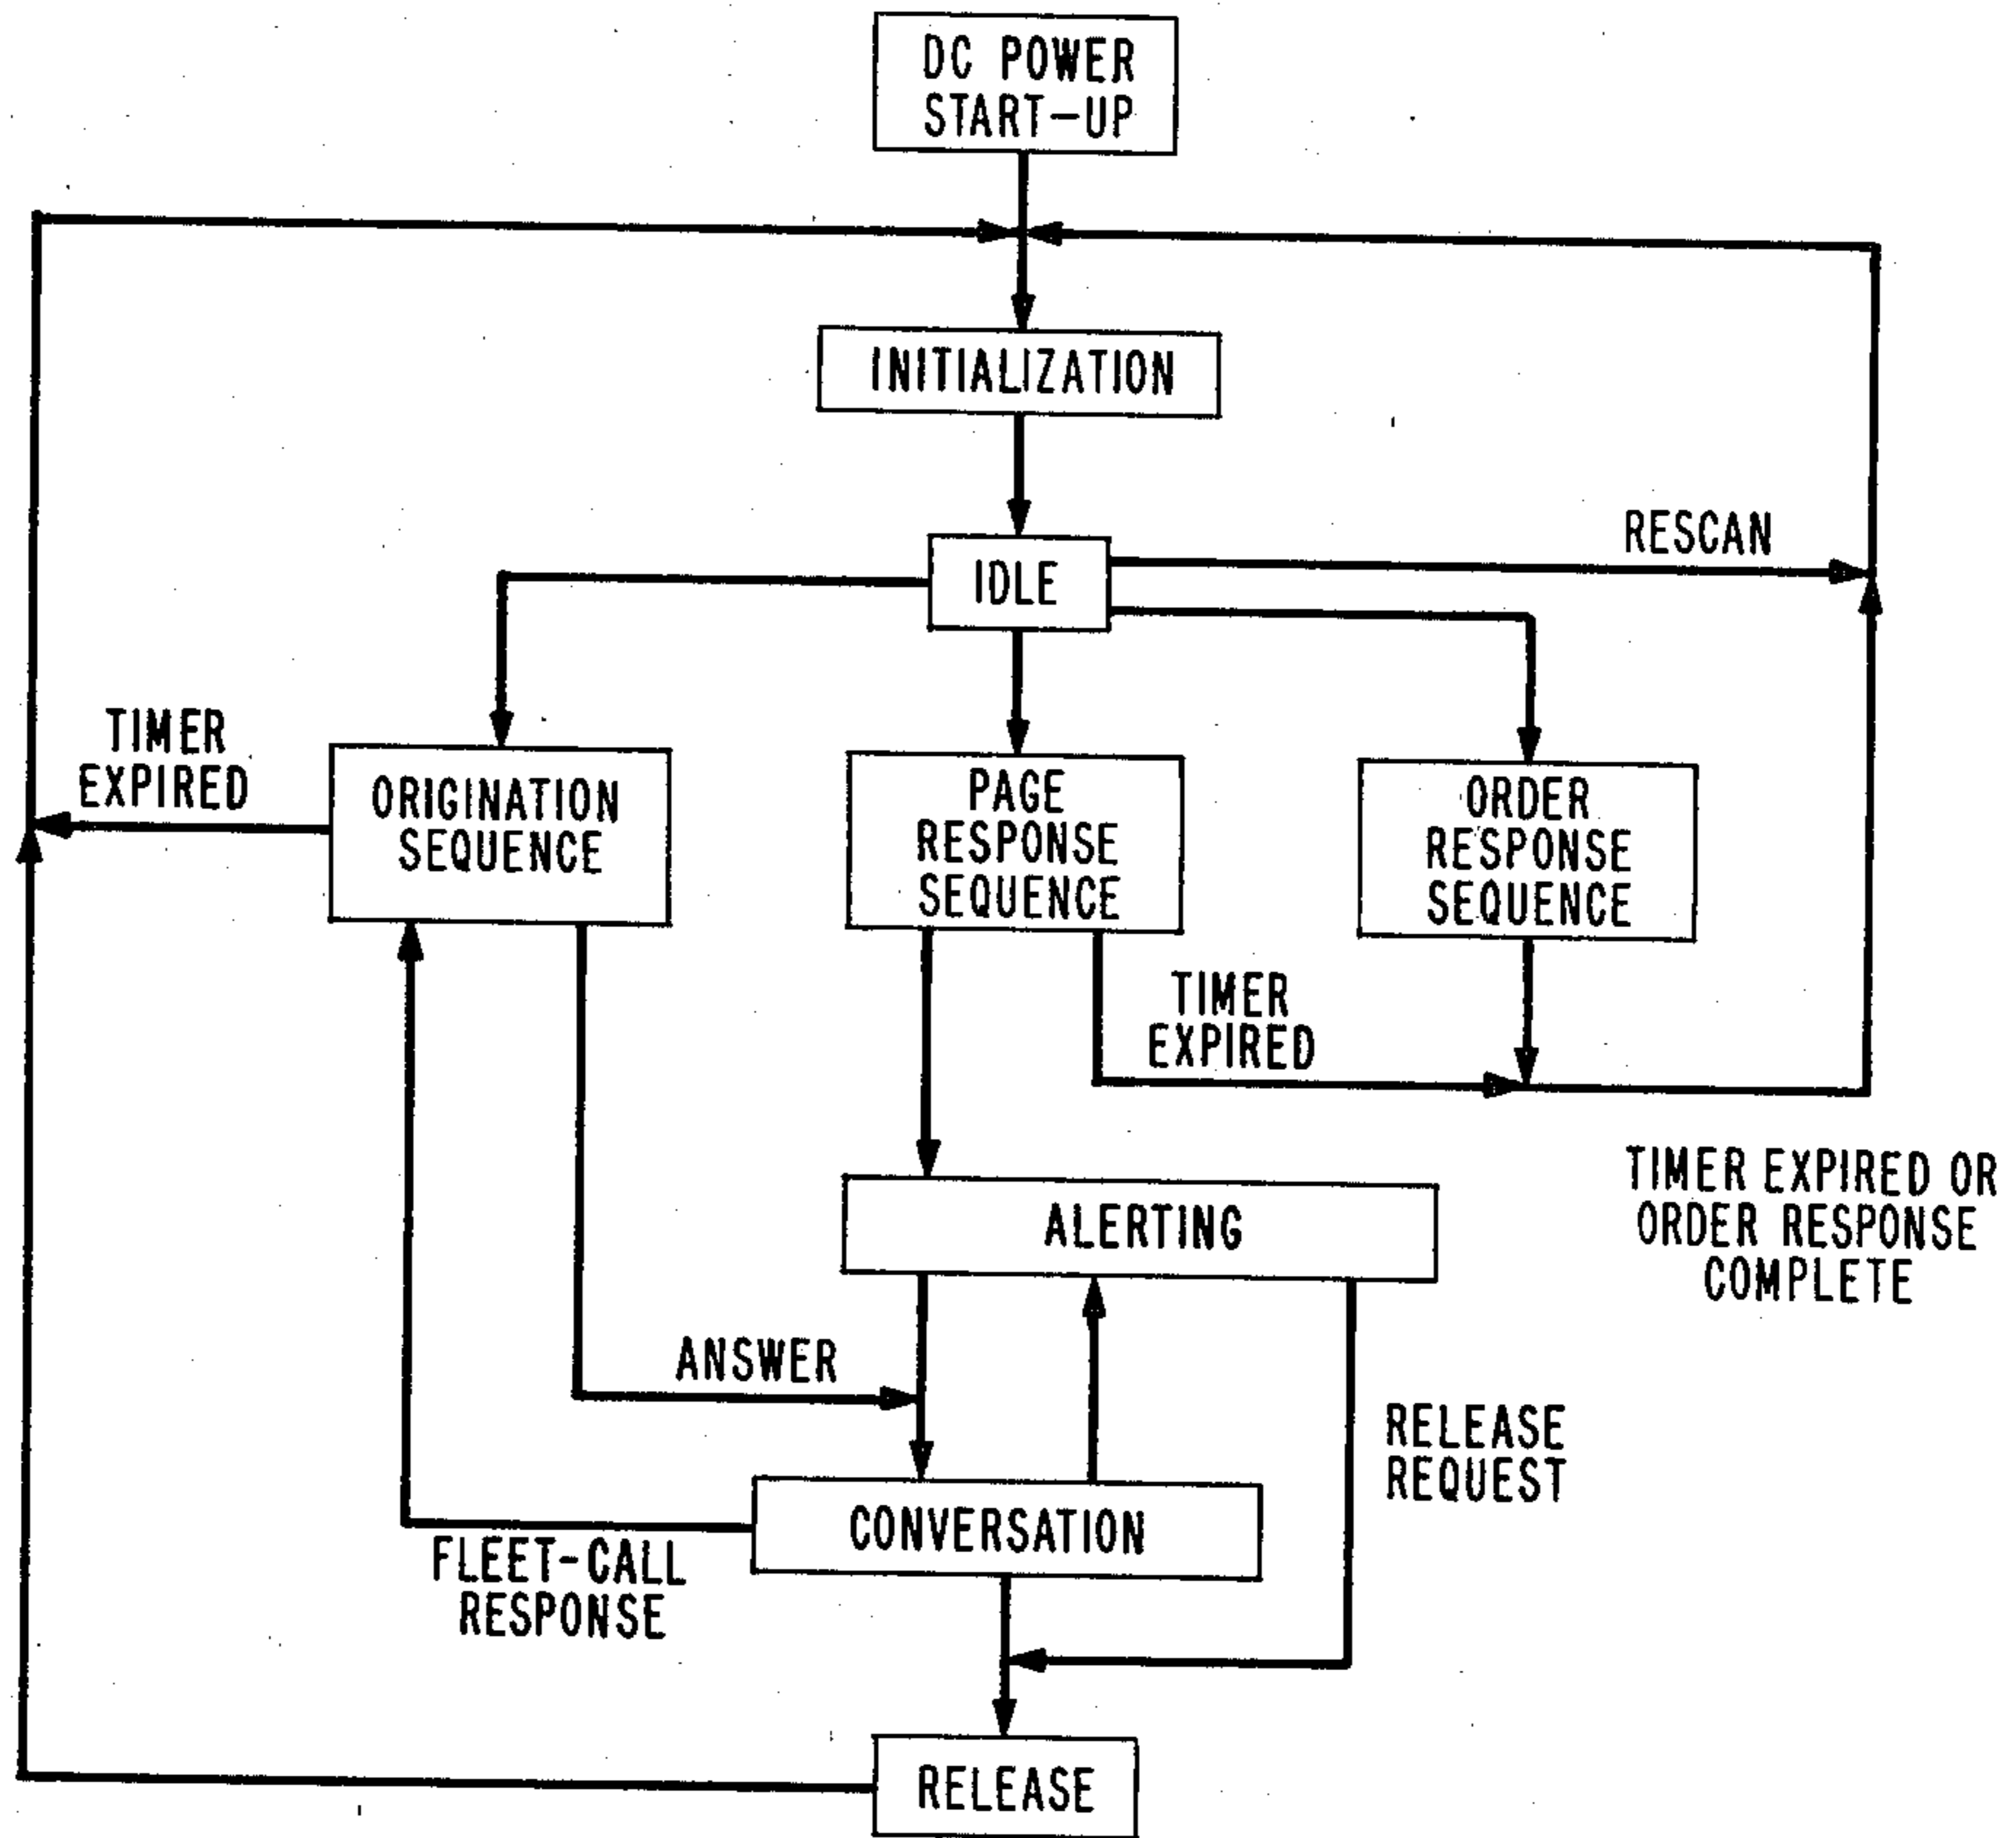 DC POWER
START-UP
INITIALIZATION
RESCAN
IDLE
TIMER
EXPIRED
ORIGINATION
SEQUENCE
PAGE
RESPONSE
SEQUENCE
ORDER
RESPONSE
SEQUENCE
TIMER
EXPIRED
TIMER EXPIRED OR
ORDER RESPONSE
COMPLETE
ALERTING
ANSWER
RELEASE
REQUEST
CONVERSATION
FLEET-CALL
RESPONSE
RELEASE